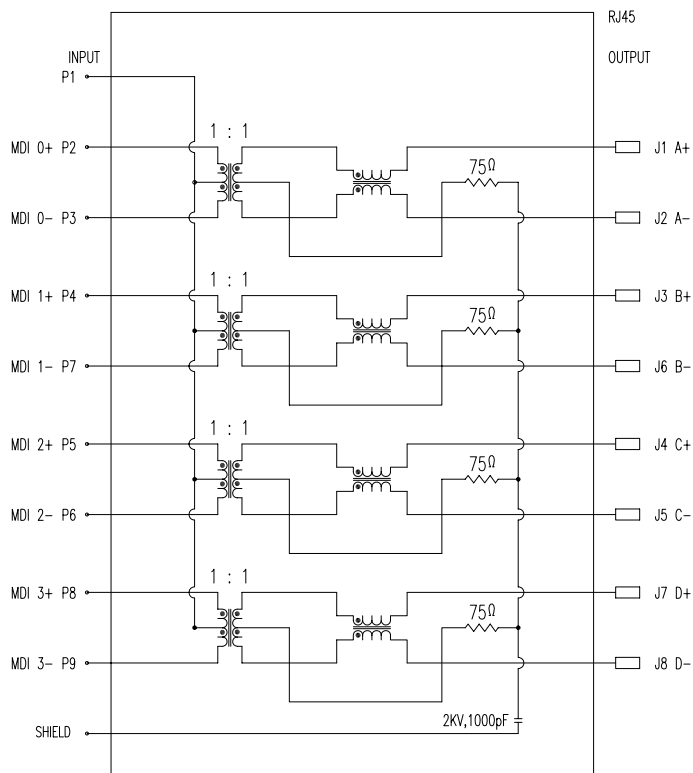 RJ45
INPUT OUTPUT
P1
1 : 1
MDI 0+ P2 J1 A+
75Ω
MDI 0- P3 J2 A-
1 : 1
MDI 1+ P4 J3 B+
75Ω
MDI 1- P7 J6 B-
1 : 1
MDI 2+ P5 J4 C+
75Ω
MDI 2- P6 J5 C-
1 : 1
MDI 3+ P8 J7 D+
75Ω
MDI 3- P9 J8 D-
2KV,1000pF
SHIELD